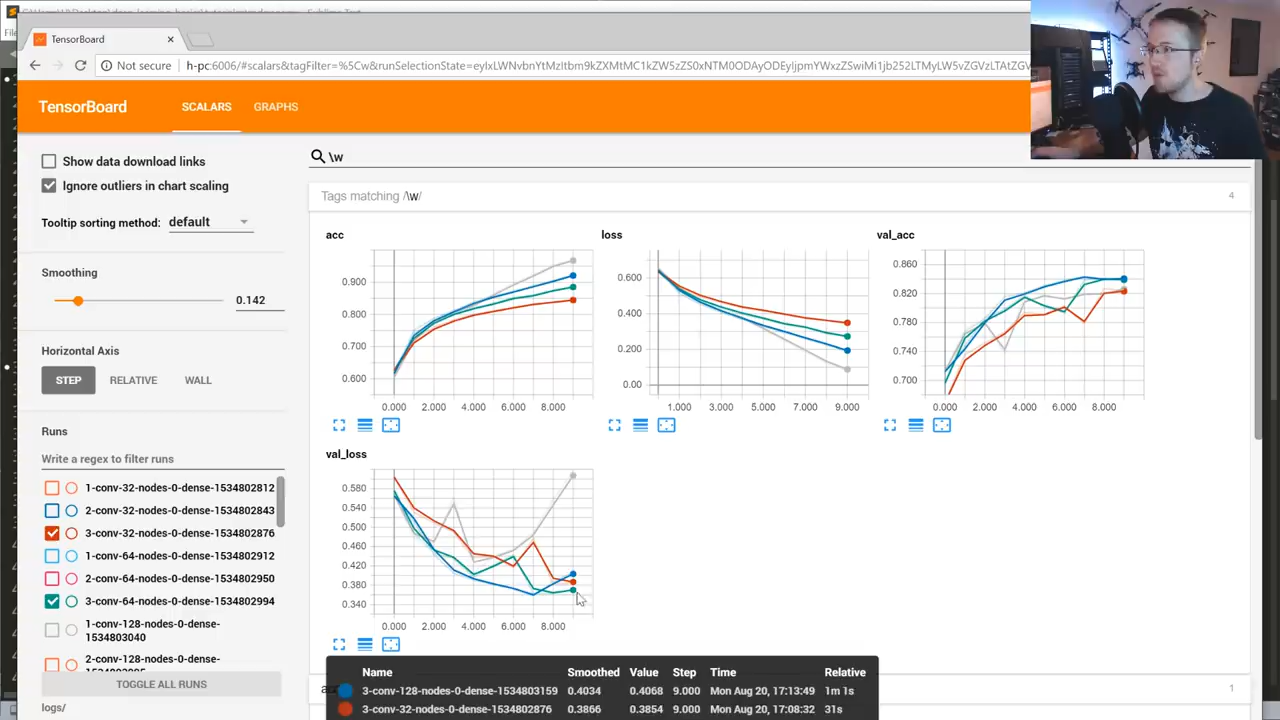 TensorBoard
Not secure
h-pc:6006/#scalars&tagFilter=%5Cw&runSelectionState=
TensorBoard
SCALARS
GRAPHS
Show data download links
Ignore outliers in chart scaling
Tooltip sorting method: default
Smoothing
0.142
Horizontal Axis
STEP
RELATIVE
WALL
Runs
Write a regex to filter runs
1-conv-32-nodes-0-dense-1534802812
2-conv-32-nodes-0-dense-1534802843
3-conv-32-nodes-0-dense-1534802876
1-conv-64-nodes-0-dense-1534802912
2-conv-64-nodes-0-dense-1534802950
3-conv-64-nodes-0-dense-1534802994
1-conv-128-nodes-0-dense-
1534803040
2-conv-128-nodes-0-dense-
TOGGLE ALL RUNS
logs/
\w
Tags matching /\w/
4
acc
0.900
0.800
0.700
0.600
0.000 2.000 4.000 6.000 8.000
loss
0.600
0.400
0.200
0.00
1.000 3.000 5.000 7.000 9.000
val_acc
0.860
0.820
0.780
0.740
0.700
0.000 2.000 4.000 6.000 8.000
val_loss
0.580
0.540
0.500
0.460
0.420
0.380
0.340
0.000 2.000 4.000 6.000 8.000
Name Smoothed Value Step Time Relative
3-conv-128-nodes-0-dense-1534803159 0.4034 0.4068 9.000 Mon Aug 20, 17:13:49 1m 1s
3-conv-32-nodes-0-dense-1534802876 0.3866 0.3854 9.000 Mon Aug 20, 17:08:32 31s
1